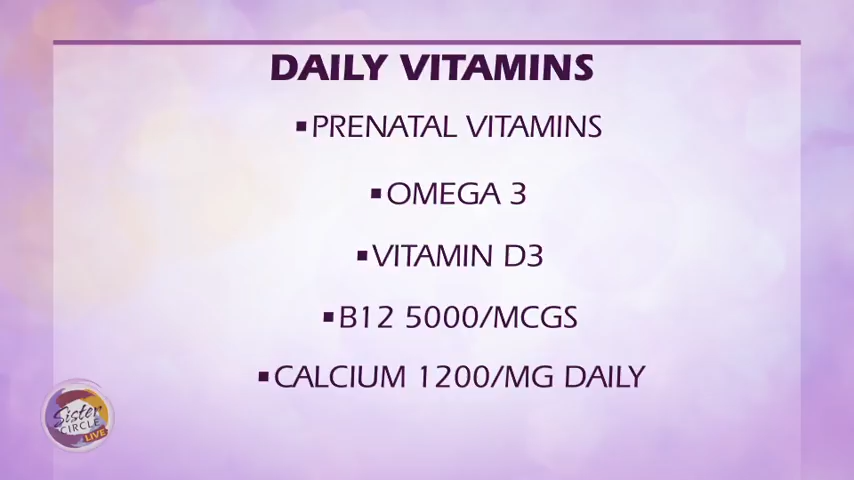 DAILY VITAMINS
▪PRENATAL VITAMINS
▪OMEGA 3
▪VITAMIN D3
▪B12 5000/MCGS
▪CALCIUM 1200/MG DAILY
Sister
CIRCLE
LIVE